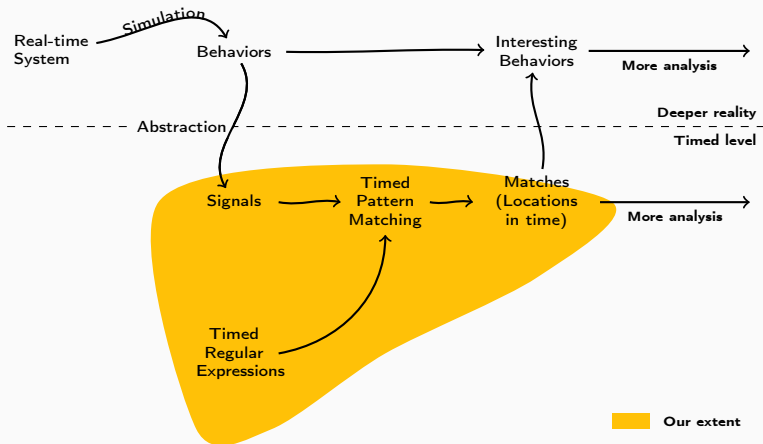 Simulation
Real-time
System
Behaviors
Interesting
Behaviors
More analysis
Deeper reality
Abstraction
Timed level
Signals
Timed
Pattern
Matching
Matches
(Locations
in time)
More analysis
Timed
Regular
Expressions
Our extent